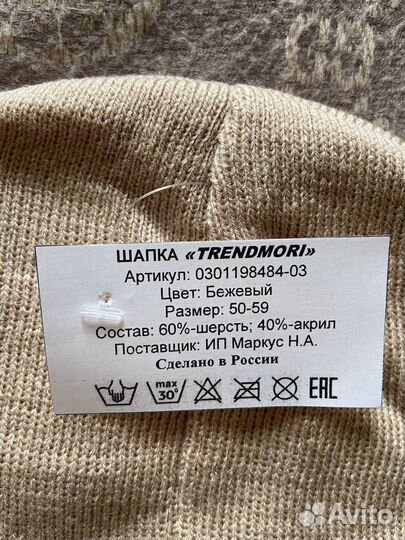 ШАПКА «TRENDMORI»
Артикул: 0301198484-03
Цвет: Бежевый
Размер: 50-59
Состав: 60%-шерсть; 40%-акрил
Поставщик: ИП Маркус Н.А.
Сделано в России
max
30°
EAC
Avito